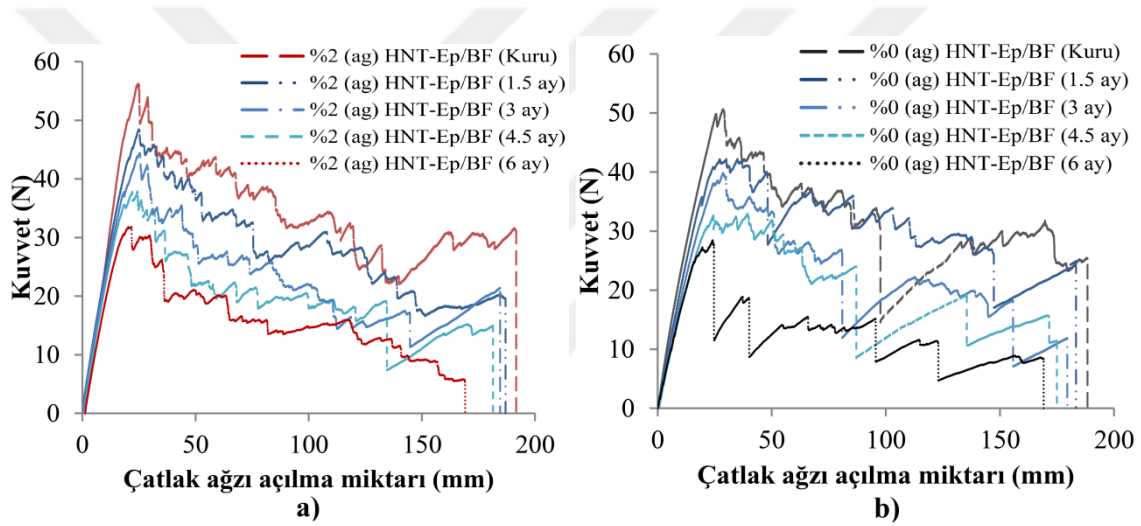 %2 (ag) HNT-Ep/BF (Kuru)
%2 (ag) HNT-Ep/BF (1.5 ay)
%2 (ag) HNT-Ep/BF (3 ay)
%2 (ag) HNT-Ep/BF (4.5 ay)
%2 (ag) HNT-Ep/BF (6 ay)
60
50
40
30
20
10
0
Kuvvet (N)
0 50 100 150 200
Çatlak ağzı açılma miktarı (mm)
a)
%0 (ag) HNT-Ep/BF (Kuru)
%0 (ag) HNT-Ep/BF (1.5 ay)
%0 (ag) HNT-Ep/BF (3 ay)
%0 (ag) HNT-Ep/BF (4.5 ay)
%0 (ag) HNT-Ep/BF (6 ay)
60
50
40
30
20
10
0
Kuvvet (N)
0 50 100 150 200
Çatlak ağzı açılma miktarı (mm)
b)